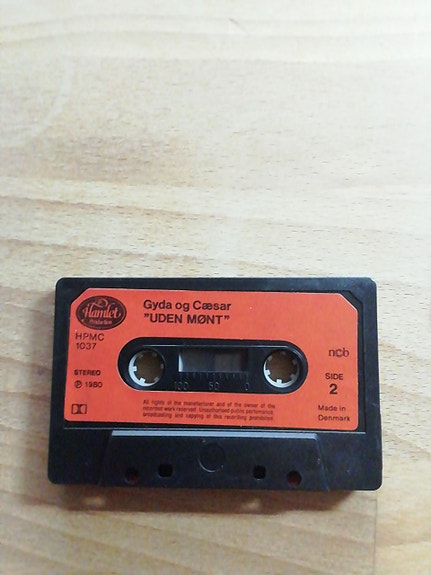 Hamlet
Production
HPMC
1037
Gyda og Cæsar
"UDEN MØNT"
ncb
STEREO
℗ 1980
SIDE
2
100 50 0
All rights of the manufacturer and of the owner of the
recorded work reserved. Unauthorised public performance
broadcasting and copying of this recording prohibited
Made in
Denmark